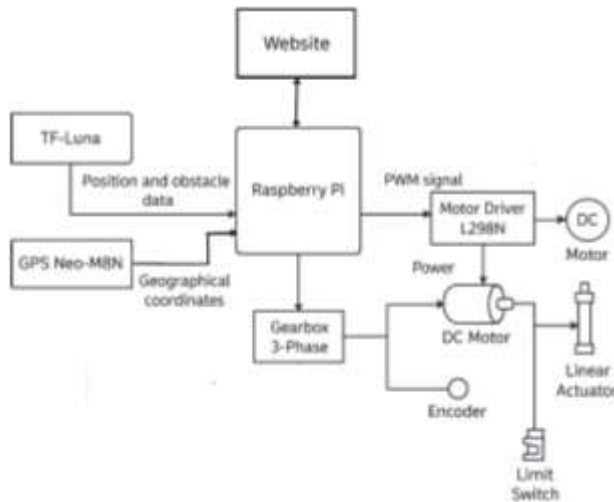 Website
TF-Luna
Position and obstacle
data
Raspberry Pi
PWM signal
Motor Driver
L298N
DC
Motor
GPS Neo-M8N
Geographical
coordinates
Power
Gearbox
3-Phase
DC Motor
Encoder
Linear
Actuator
Limit
Switch